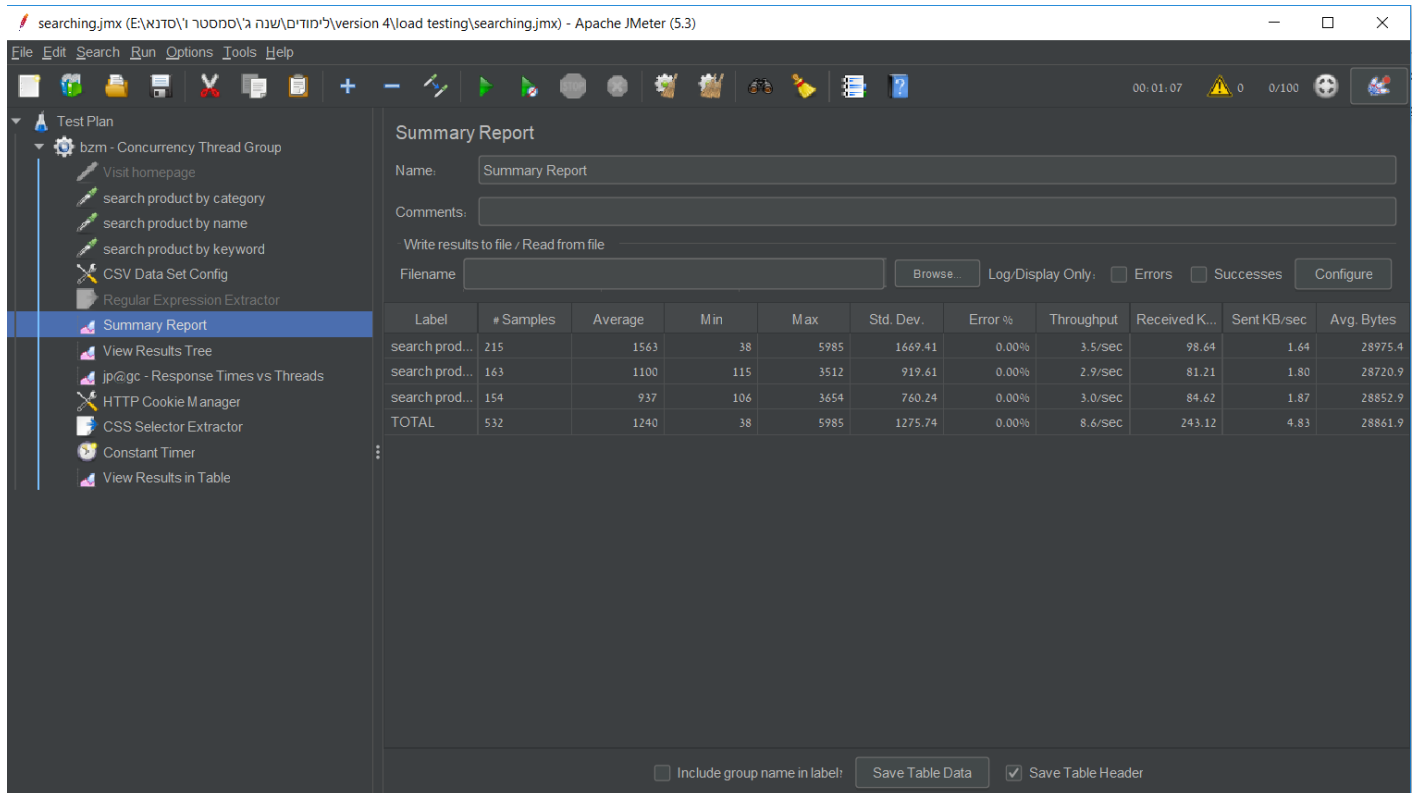 searching.jmx (E:\לימודים\שנה ג'\סמסטר ו'\סדנא\version 4\load testing\searching.jmx) - Apache JMeter (5.3)
File Edit Search Run Options Tools Help
STOP 00:01:07 0 0/100
Test Plan
bzm - Concurrency Thread Group
Visit homepage
search product by category
search product by name
search product by keyword
CSV Data Set Config
Regular Expression Extractor
Summary Report
View Results Tree
jp@gc - Response Times vs Threads
HTTP Cookie Manager
CSS Selector Extractor
Constant Timer
View Results in Table
Summary Report
Name: Summary Report
Comments:
Write results to file / Read from file
Filename Browse... Log/Display Only: Errors Successes Configure
Label # Samples Average Min Max Std. Dev. Error % Throughput Received K... Sent KB/sec Avg. Bytes
search prod... 215 1563 38 5985 1669.41 0.00% 3.5/sec 98.64 1.64 28975.4
search prod... 163 1100 115 3512 919.61 0.00% 2.9/sec 81.21 1.80 28720.9
search prod... 154 937 106 3654 760.24 0.00% 3.0/sec 84.62 1.87 28852.9
TOTAL 532 1240 38 5985 1275.74 0.00% 8.6/sec 243.12 4.83 28861.9
Include group name in label? Save Table Data Save Table Header